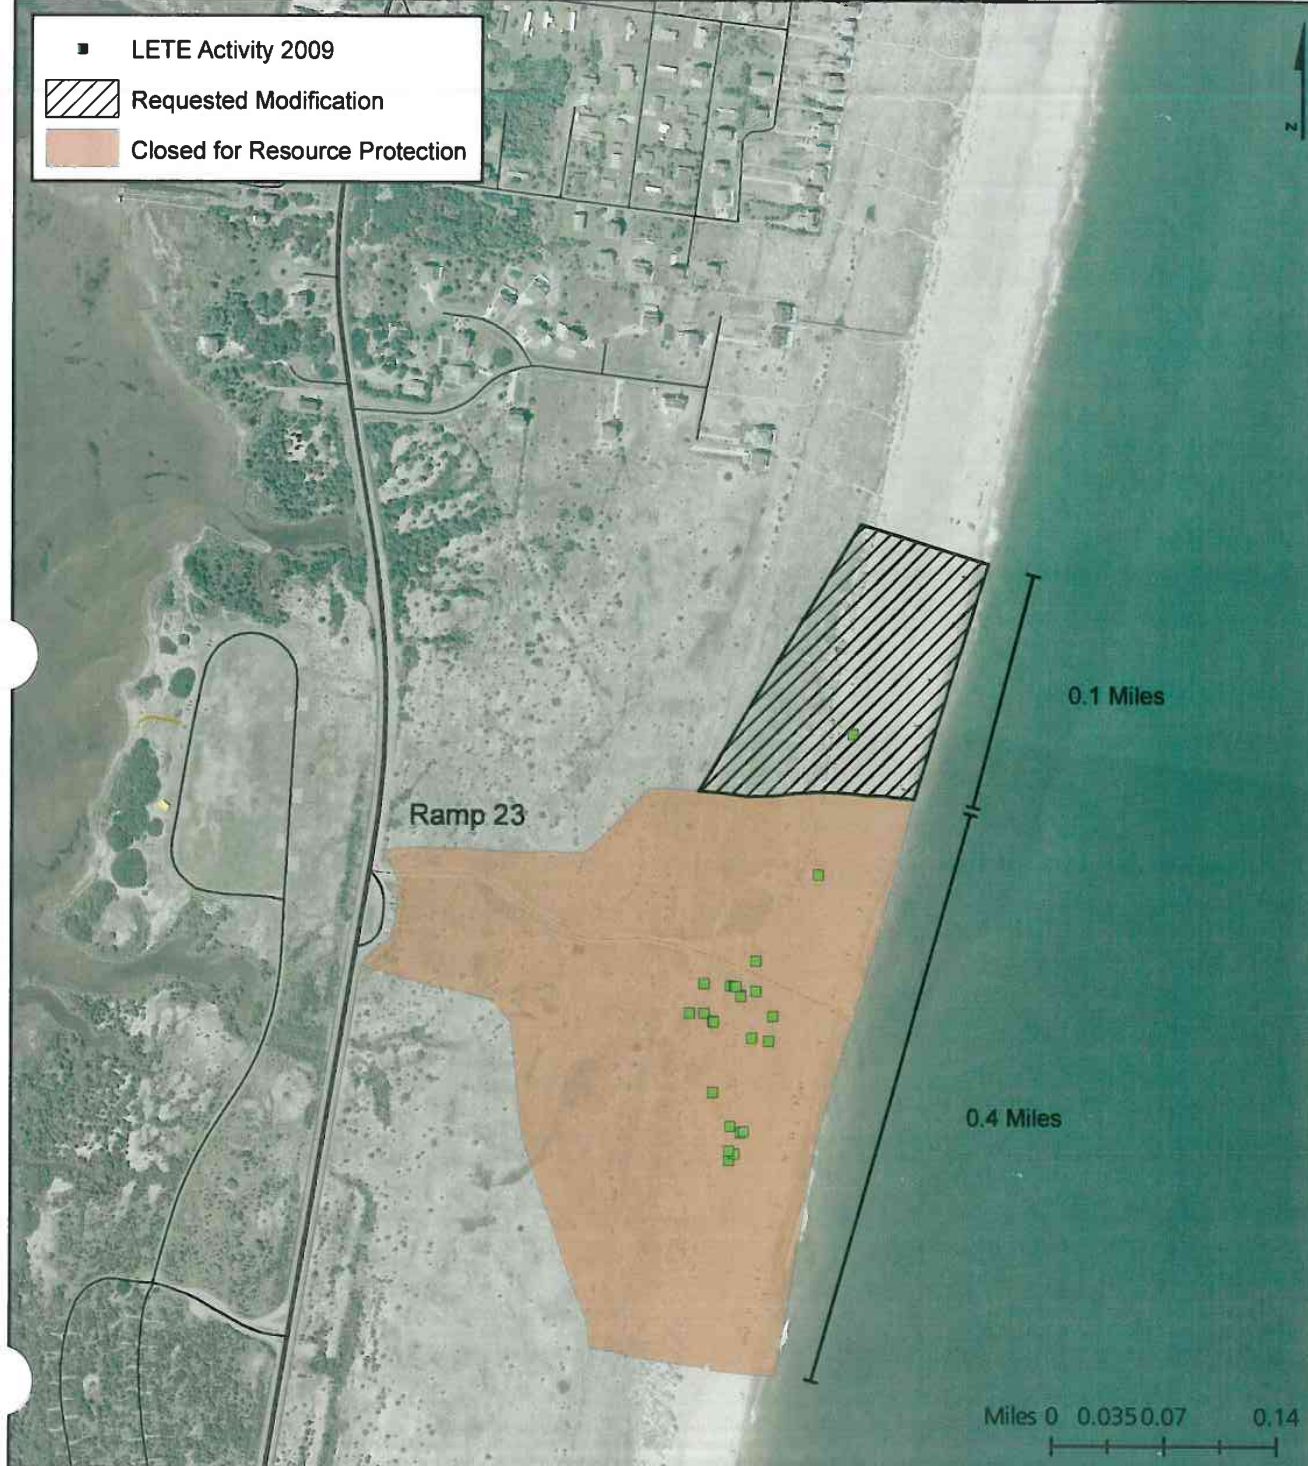 LETE Activity 2009
Requested Modification
Closed for Resource Protection
N
0.1 Miles
Ramp 23
0.4 Miles
Miles 0 0.035 0.07 0.14